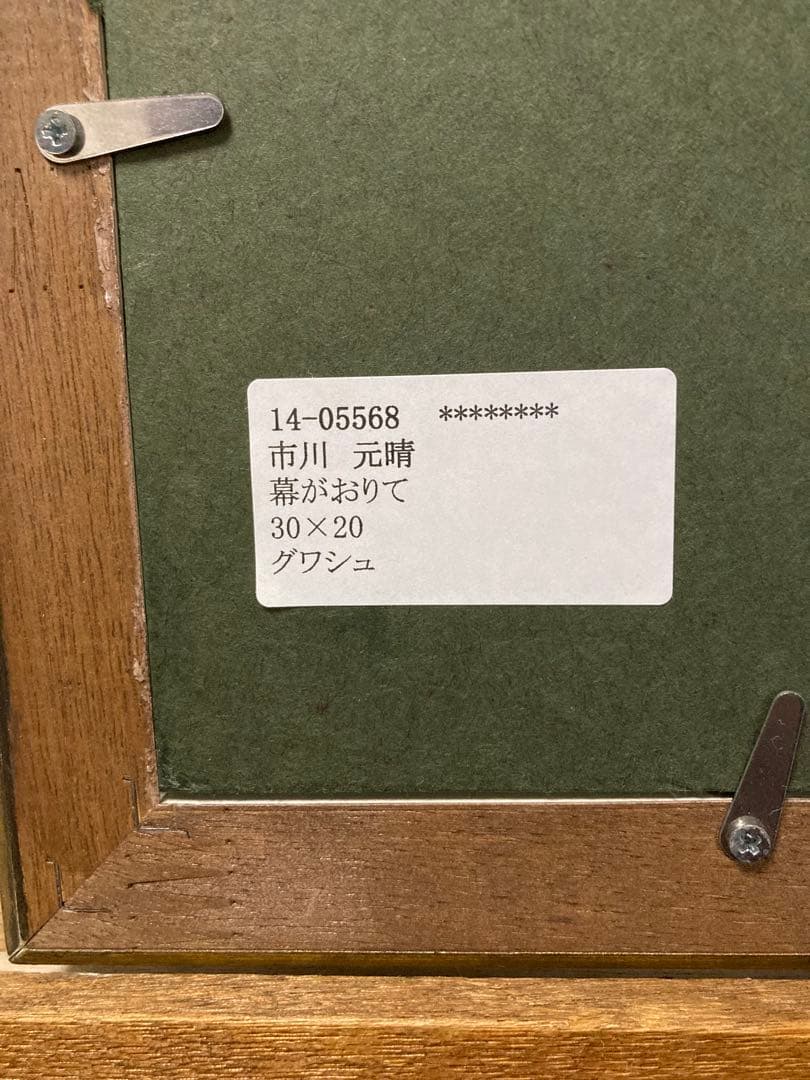 14-05568 ********
市川 元晴
幕がおりて
30×20
グワシュ